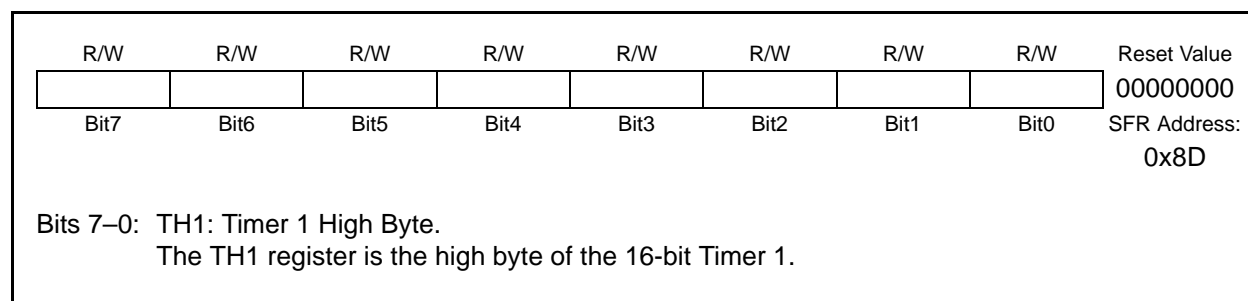 R/W R/W R/W R/W R/W R/W R/W R/W Reset Value
00000000
Bit7 Bit6 Bit5 Bit4 Bit3 Bit2 Bit1 Bit0 SFR Address:
0x8D
Bits 7–0: TH1: Timer 1 High Byte.
The TH1 register is the high byte of the 16-bit Timer 1.